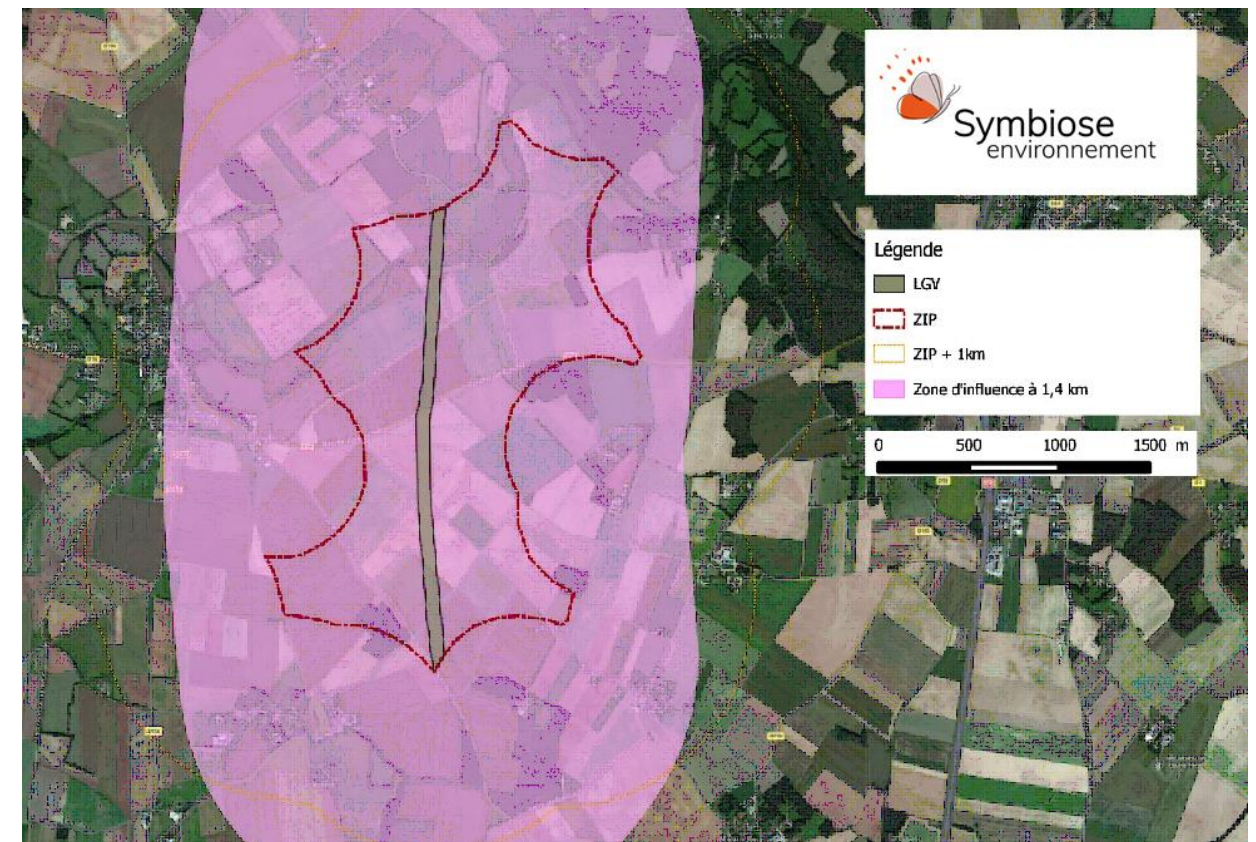 Symbiose
environnement
Légende
LGV
ZIP
ZIP + 1km
Zone d'influence à 1,4 km
0 500 1000 1500 m